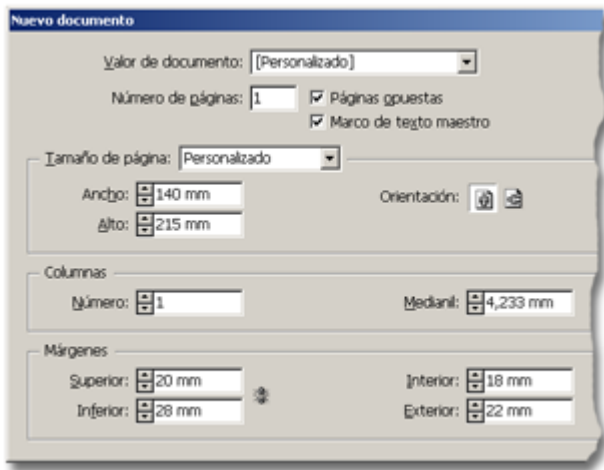 Nuevo documento
Valor de documento: [Personalizado]
Número de páginas: 1 Páginas opuestas
Marco de texto maestro
Tamaño de página: Personalizado
Ancho: 140 mm Orientación:
Alto: 215 mm
Columnas
Número: 1 Medianil: 4,233 mm
Márgenes
Superior: 20 mm Interior: 18 mm
Inferior: 28 mm Exterior: 22 mm